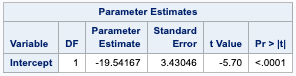 Parameter Estimates
Variable DF Parameter Estimate Standard Error t Value Pr > |t|
Intercept 1 -19.54167 3.43046 -5.70 <.0001